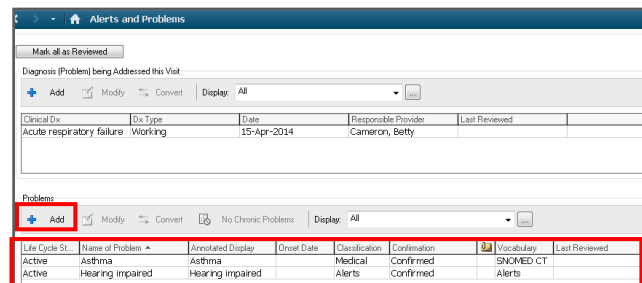 Alerts and Problems
Mark all as Reviewed
Diagnosis (Problem) being Addressed this Visit
Add Modify Convert Display: All ...
Clinical Dx Dx Type Date Responsible Provider Last Reviewed
Acute respiratory failure Working 15-Apr-2014 Cameron, Betty
Problems
Add Modify Convert No Chronic Problems Display: All ...
Life Cycle St... Name of Problem Annotated Display Onset Date Classification Confirmation Vocabulary Last Reviewed
Active Asthma Asthma Medical Confirmed SNOMED CT
Active Hearing impaired Hearing impaired Alerts Confirmed Alerts